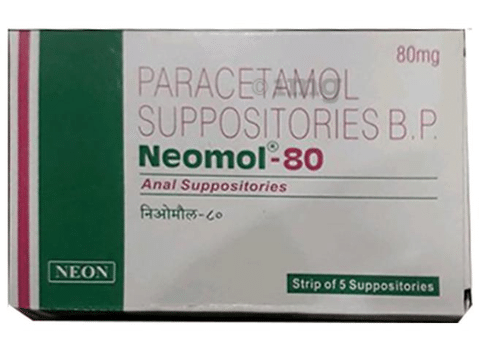 80mg
PARACETAMOL
SUPPOSITORIES B.P.
Neomol®-80
Anal Suppositories
निओमौल-८०
NEON
Strip of 5 Suppositories